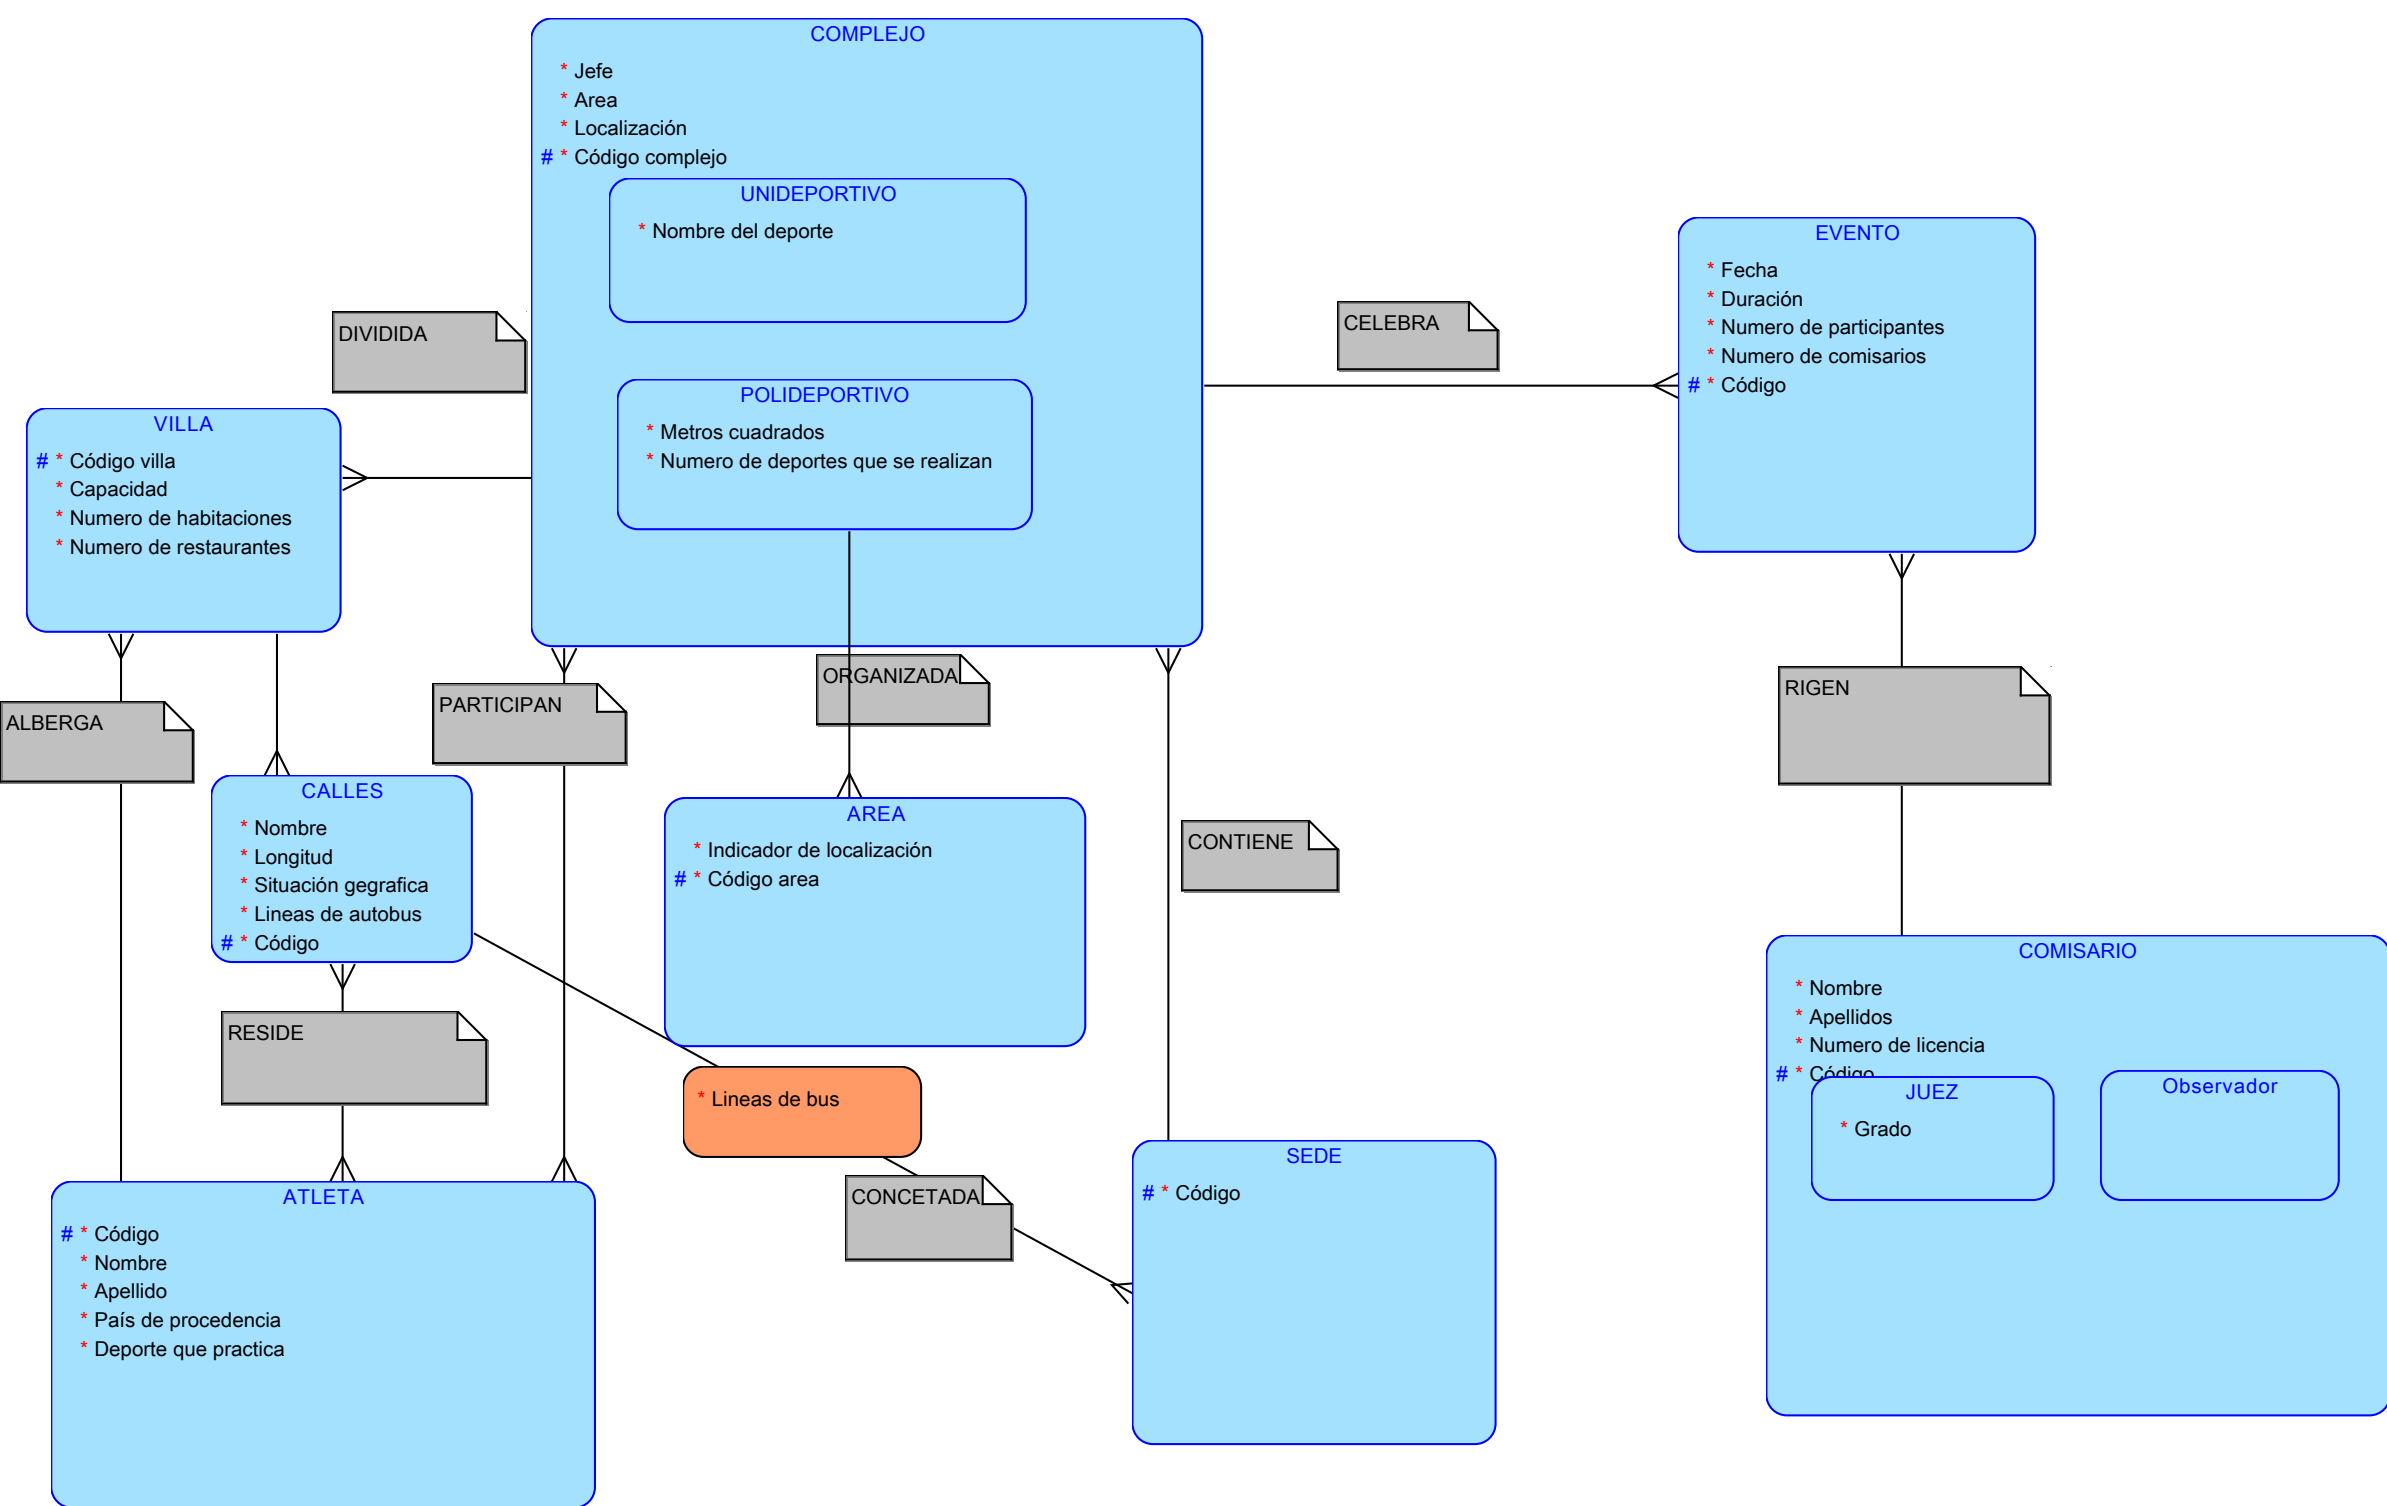 COMPLEJO
* Jefe
* Area
* Localización
# * Código complejo
UNIDEPORTIVO
* Nombre del deporte
POLIDEPORTIVO
* Metros cuadrados
* Numero de deportes que se realizan
DIVIDIDA
CELEBRA
EVENTO
* Fecha
* Duración
* Numero de participantes
* Numero de comisarios
# * Código
VILLA
# * Código villa
* Capacidad
* Numero de habitaciones
* Numero de restaurantes
ALBERGA
PARTICIPAN
ORGANIZADA
RIGEN
CALLES
* Nombre
* Longitud
* Situación gegrafica
* Lineas de autobus
# * Código
AREA
* Indicador de localización
# * Código area
CONTIENE
RESIDE
* Lineas de bus
CONCETADA
COMISARIO
* Nombre
* Apellidos
* Numero de licencia
# * Código
JUEZ
* Grado
Observador
SEDE
# * Código
ATLETA
# * Código
* Nombre
* Apellido
* País de procedencia
* Deporte que practica